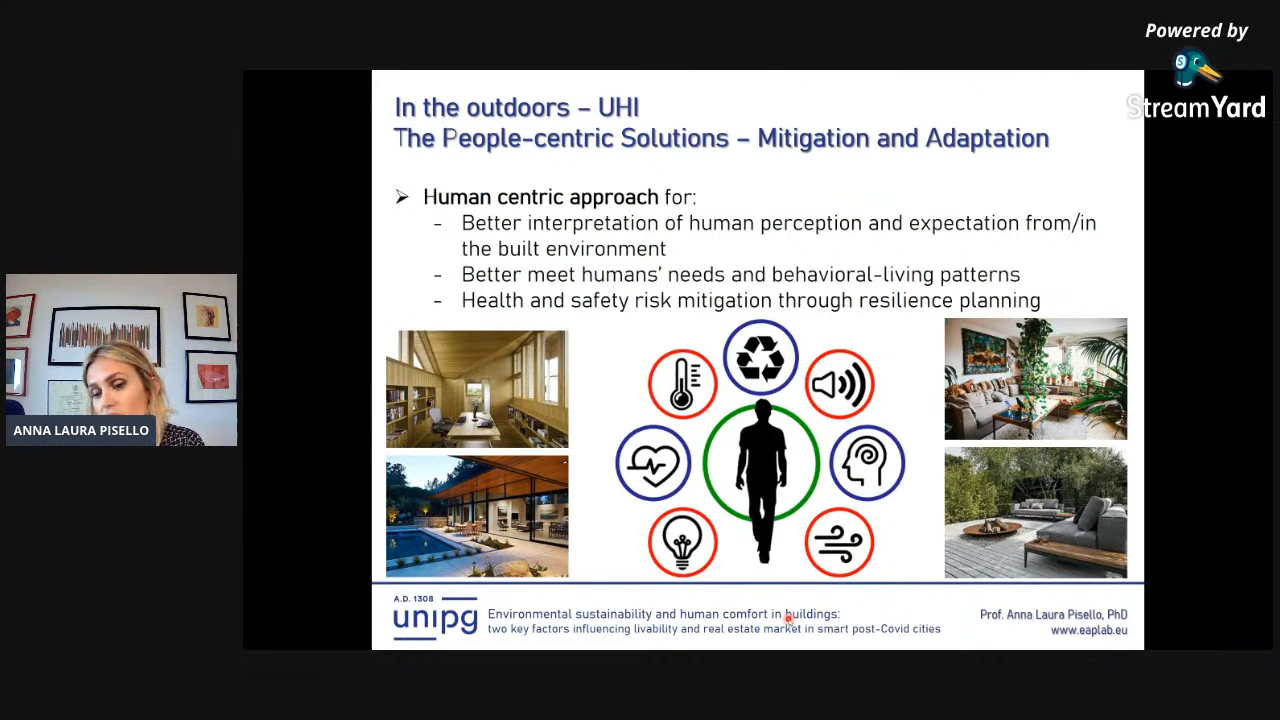 Powered by
StreamYard
In the outdoors – UHI
The People-centric Solutions – Mitigation and Adaptation
➢ Human centric approach for:
- Better interpretation of human perception and expectation from/in
the built environment
- Better meet humans' needs and behavioral-living patterns
- Health and safety risk mitigation through resilience planning
ANNA LAURA PISELLO
A.D. 1308
unipg
Environmental sustainability and human comfort in buildings:
two key factors influencing livability and real estate market in smart post-Covid cities
Prof. Anna Laura Pisello, PhD
www.eaplab.eu